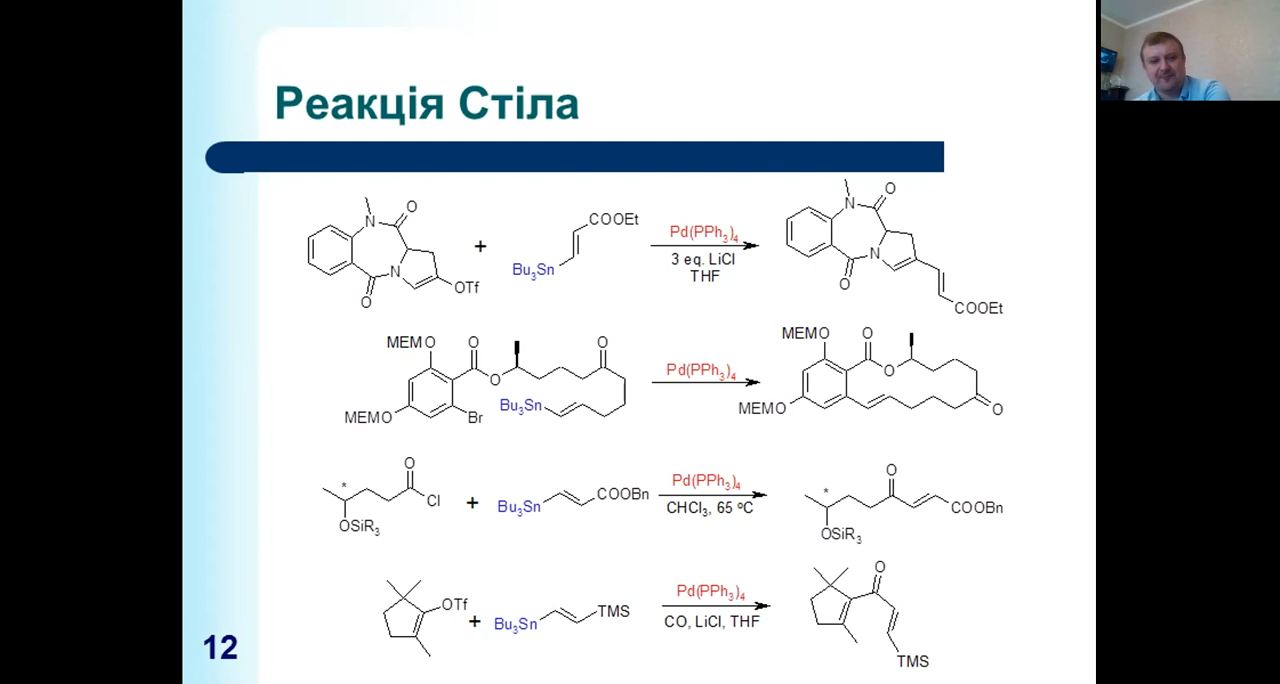 Реакція Стіла
N
O
N
O
OTf
+
Bu3Sn
COOEt
Pd(PPh3)4
3 eq. LiCl
THF
N
O
N
O
COOEt
MEMO
MEMO
O
O
Br
Bu3Sn
O
Pd(PPh3)4
MEMO
MEMO
O
O
O
*
O
Cl
OSiR3
+
Bu3Sn
COOBn
Pd(PPh3)4
CHCl3, 65 ºC
*
O
OSiR3
COOBn
OTf
+
Bu3Sn
TMS
Pd(PPh3)4
CO, LiCl, THF
O
TMS
12